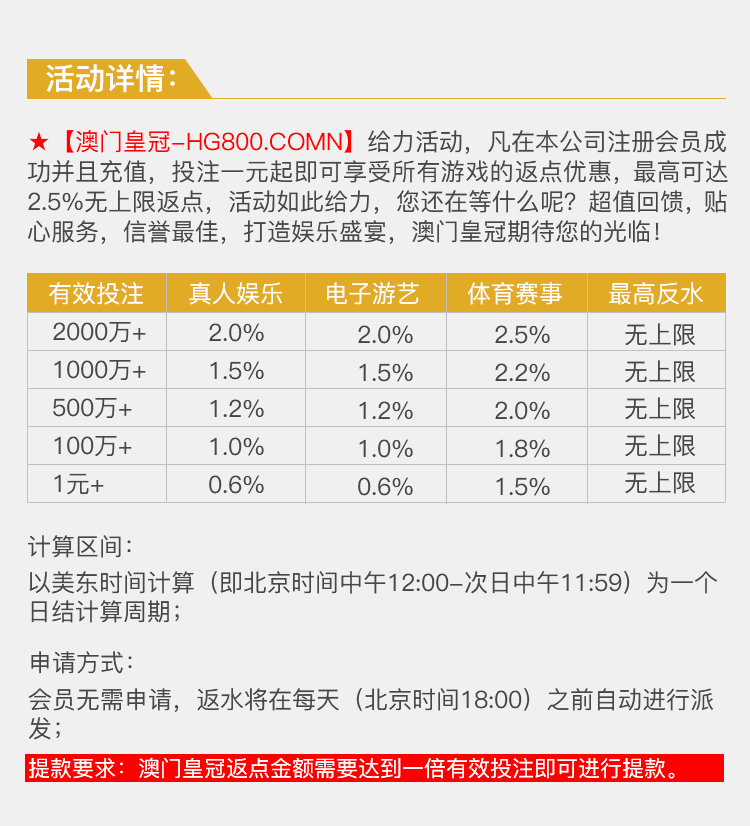 活动详情：
★【澳门皇冠-HG800.COMN】给力活动，凡在本公司注册会员成
功并且充值，投注一元起即可享受所有游戏的返点优惠，最高可达
2.5%无上限返点，活动如此给力，您还在等什么呢？超值回馈，贴
心服务，信誉最佳，打造娱乐盛宴，澳门皇冠期待您的光临！
有效投注 真人娱乐 电子游艺 体育赛事 最高反水
2000万+ 2.0% 2.0% 2.5% 无上限
1000万+ 1.5% 1.5% 2.2% 无上限
500万+ 1.2% 1.2% 2.0% 无上限
100万+ 1.0% 1.0% 1.8% 无上限
1元+ 0.6% 0.6% 1.5% 无上限
计算区间：
以美东时间计算（即北京时间中午12:00-次日中午11:59）为一个
日结计算周期；
申请方式：
会员无需申请，返水将在每天（北京时间18:00）之前自动进行派
发；
提款要求：澳门皇冠返点金额需要达到一倍有效投注即可进行提款。